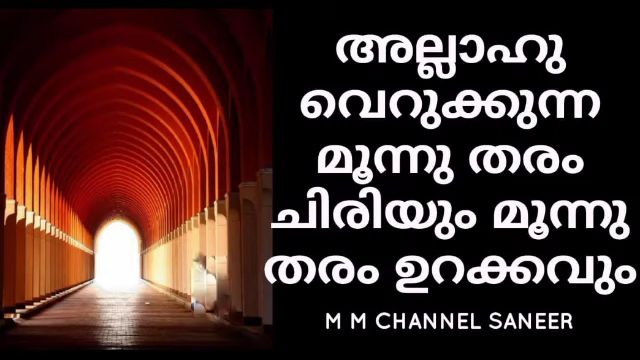 അല്ലാഹു
വെറുക്കുന്ന
മൂന്നു തരം
ചിരിയും മൂന്നു
തരം ഉറക്കവും
M M CHANNEL SANEER